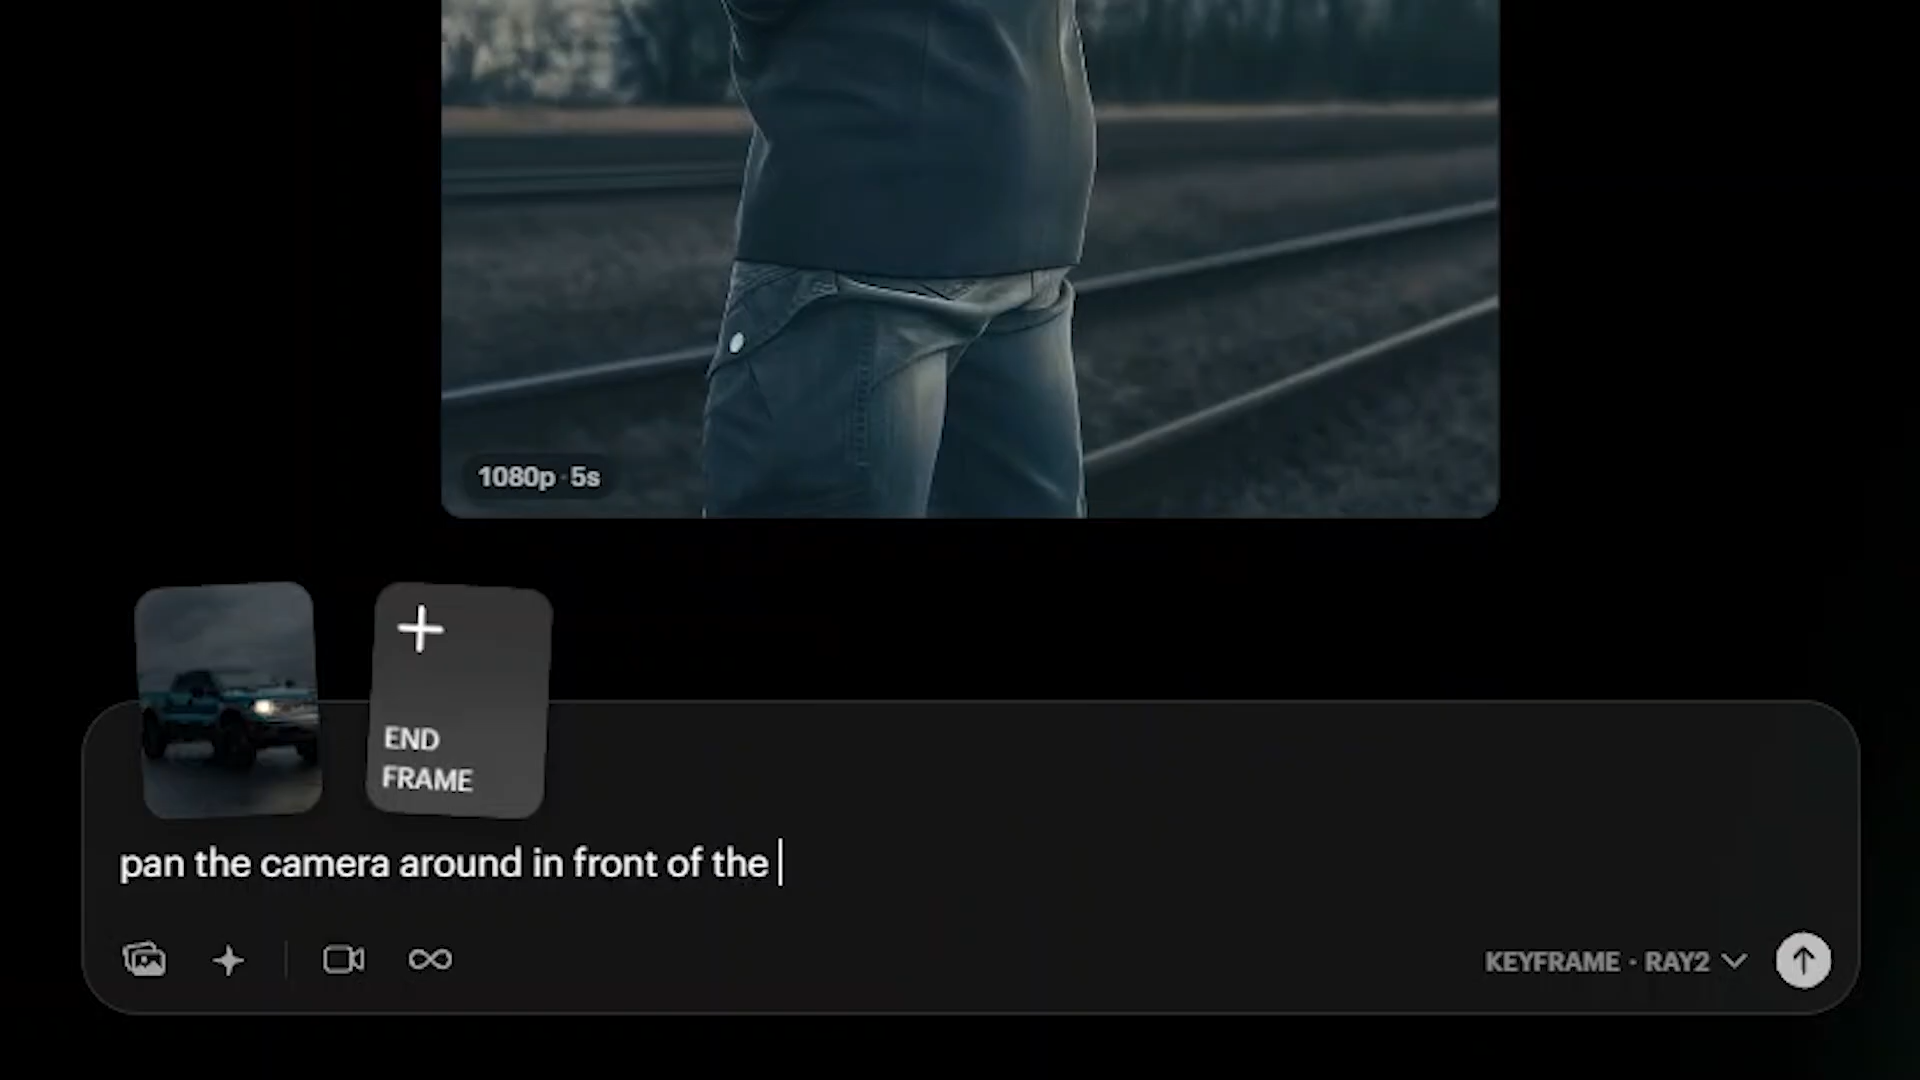 1080p · 5s
END
FRAME
pan the camera around in front of the
KEYFRAME · RAY2